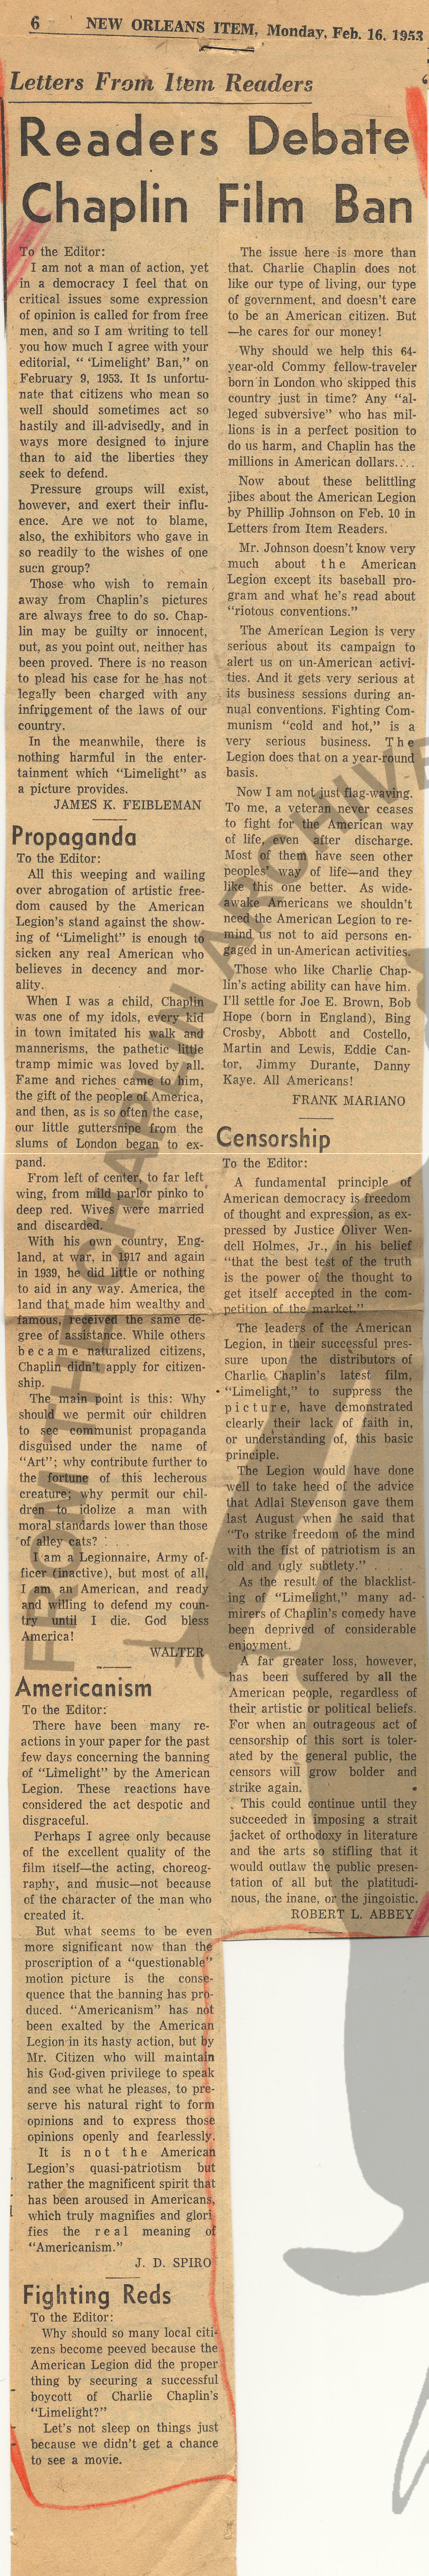 6 NEW ORLEANS ITEM, Monday, Feb. 16, 1953
Letters From Item Readers
Readers Debate
Chaplin Film Ban
To the Editor:
I am not a man of action, yet
in a democracy I feel that on
critical issues some expression
of opinion is called for from free
men, and so I am writing to tell
you how much I agree with your
editorial, “ ‘Limelight’ Ban,” on
February 9, 1953. It is unfortu-
nate that citizens who mean so
well should sometimes act so
hastily and ill-advisedly, and in
ways more designed to injure
than to aid the liberties they
seek to defend.
Pressure groups will exist,
however, and exert their influ-
ence. Are we not to blame,
also, the exhibitors who gave in
so readily to the wishes of one
such group?
Those who wish to remain
away from Chaplin's pictures
are always free to do so. Chap-
lin may be guilty or innocent,
but, as you point out, neither has
been proved. There is no reason
to plead his case for he has not
legally been charged with any
infringement of the laws of our
country.
In the meanwhile, there is
nothing harmful in the enter-
tainment which “Limelight” as
a picture provides.
JAMES K. FEIBLEMAN
Propaganda
To the Editor:
All this weeping and wailing
over abrogation of artistic free-
dom caused by the American
Legion's stand against the show-
ing of “Limelight” is enough to
sicken any real American who
believes in decency and mor-
ality.
When I was a child, Chaplin
was one of my idols, every kid
in town imitated his walk and
mannerisms, the pathetic little
tramp mimic was loved by all.
Fame and riches came to him,
the gift of the people of America,
and then, as is so often the case,
our little guttersnipe from the
slums of London began to ex-
pand.
From left of center, to far left
wing, from mild parlor pinko to
deep red. Wives were married
and discarded.
With his own country, Eng-
land, at war, in 1917 and again
in 1939, he did little or nothing
to aid in any way. America, the
land that made him wealthy and
famous, received the same de-
gree of assistance. While others
became naturalized citizens,
Chaplin didn't apply for citizen-
ship.
The main point is this: Why
should we permit our children
to see communist propaganda
disguised under the name of
“Art”; why contribute further to
the fortune of this lecherous
creature; why permit our chil-
dren to idolize a man with
moral standards lower than those
of alley cats? . . .
I am a Legionnaire, Army of-
ficer (inactive), but most of all,
I am an American, and ready
and willing to defend my coun-
try until I die. God bless
America!
WALTER
Americanism
To the Editor:
There have been many re-
actions in your paper for the past
few days concerning the banning
of “Limelight” by the American
Legion. These reactions have
considered the act despotic and
disgraceful.
Perhaps I agree only because
of the excellent quality of the
film itself—the acting, choreog-
raphy, and music—not because
of the character of the man who
created it.
But what seems to be even
more significant now than the
proscription of a “questionable”
motion picture is the conse-
quence that the banning has pro-
duced. “Americanism” has not
been exalted by the American
Legion in its hasty action, but by
Mr. Citizen who will maintain
his God-given privilege to speak
and see what he pleases, to pre-
serve his natural right to form
opinions and to express those
opinions openly and fearlessly.
It is not the American
Legion's quasi-patriotism but
rather the magnificent spirit that
has been aroused in Americans,
which truly magnifies and glori
fies the real meaning of
“Americanism.”
J. D. SPIRO
Fighting Reds
To the Editor:
Why should so many local citi-
zens become peeved because the
American Legion did the proper
thing by securing a successful
boycott of Charlie Chaplin's
“Limelight?”
Let's not sleep on things just
because we didn't get a chance
to see a movie.
The issue here is more than
that. Charlie Chaplin does not
like our type of living, our type
of government, and doesn't care
to be an American citizen. But
—he cares for our money!
Why should we help this 64-
year-old Commy fellow-traveler
born in London who skipped this
country just in time? Any “al-
leged subversive” who has mil-
lions is in a perfect position to
do us harm, and Chaplin has the
millions in American dollars. . . .
Now about these belittling
jibes about the American Legion
by Phillip Johnson on Feb. 10 in
Letters from Item Readers.
Mr. Johnson doesn't know very
much about the American
Legion except its baseball pro-
gram and what he's read about
“riotous conventions.”
The American Legion is very
serious about its campaign to
alert us on un-American activi-
ties. And it gets very serious at
its business sessions during an-
nual conventions. Fighting Com-
munism “cold and hot,” is a
very serious business. The
Legion does that on a year-round
basis.
Now I am not just flag-waving.
To me, a veteran never ceases
to fight for the American way
of life, even after discharge.
Most of them have seen other
peoples' way of life—and they
like this one better. As wide-
awake Americans we shouldn't
need the American Legion to re-
mind us not to aid persons en-
gaged in un-American activities.
Those who like Charlie Chap-
lin's acting ability can have him.
I'll settle for Joe E. Brown, Bob
Hope (born in England), Bing
Crosby, Abbott and Costello,
Martin and Lewis, Eddie Can-
tor, Jimmy Durante, Danny
Kaye. All Americans!
FRANK MARIANO
Censorship
To the Editor:
A fundamental principle of
American democracy is freedom
of thought and expression, as ex-
pressed by Justice Oliver Wen-
dell Holmes, Jr., in his belief
“that the best test of the truth
is the power of the thought to
get itself accepted in the com-
petition of the market.”
The leaders of the American
Legion, in their successful pres-
sure upon the distributors of
Charlie Chaplin's latest film,
“Limelight,” to suppress the
picture, have demonstrated
clearly their lack of faith in,
or understanding of, this basic
principle.
The Legion would have done
well to take heed of the advice
that Adlai Stevenson gave them
last August when he said that
“To strike freedom of the mind
with the fist of patriotism is an
old and ugly subtlety.”
As the result of the blacklist-
ing of “Limelight,” many ad-
mirers of Chaplin's comedy have
been deprived of considerable
enjoyment.
A far greater loss, however,
has been suffered by all the
American people, regardless of
their artistic or political beliefs.
For when an outrageous act of
censorship of this sort is toler-
ated by the general public, the
censors will grow bolder and
strike again.
This could continue until they
succeeded in imposing a strait
jacket of orthodoxy in literature
and the arts so stifling that it
would outlaw the public presen-
tation of all but the platitudi-
nous, the inane, or the jingoistic.
ROBERT L. ABBEY
FROM THE CHAPLIN ARCHIVE